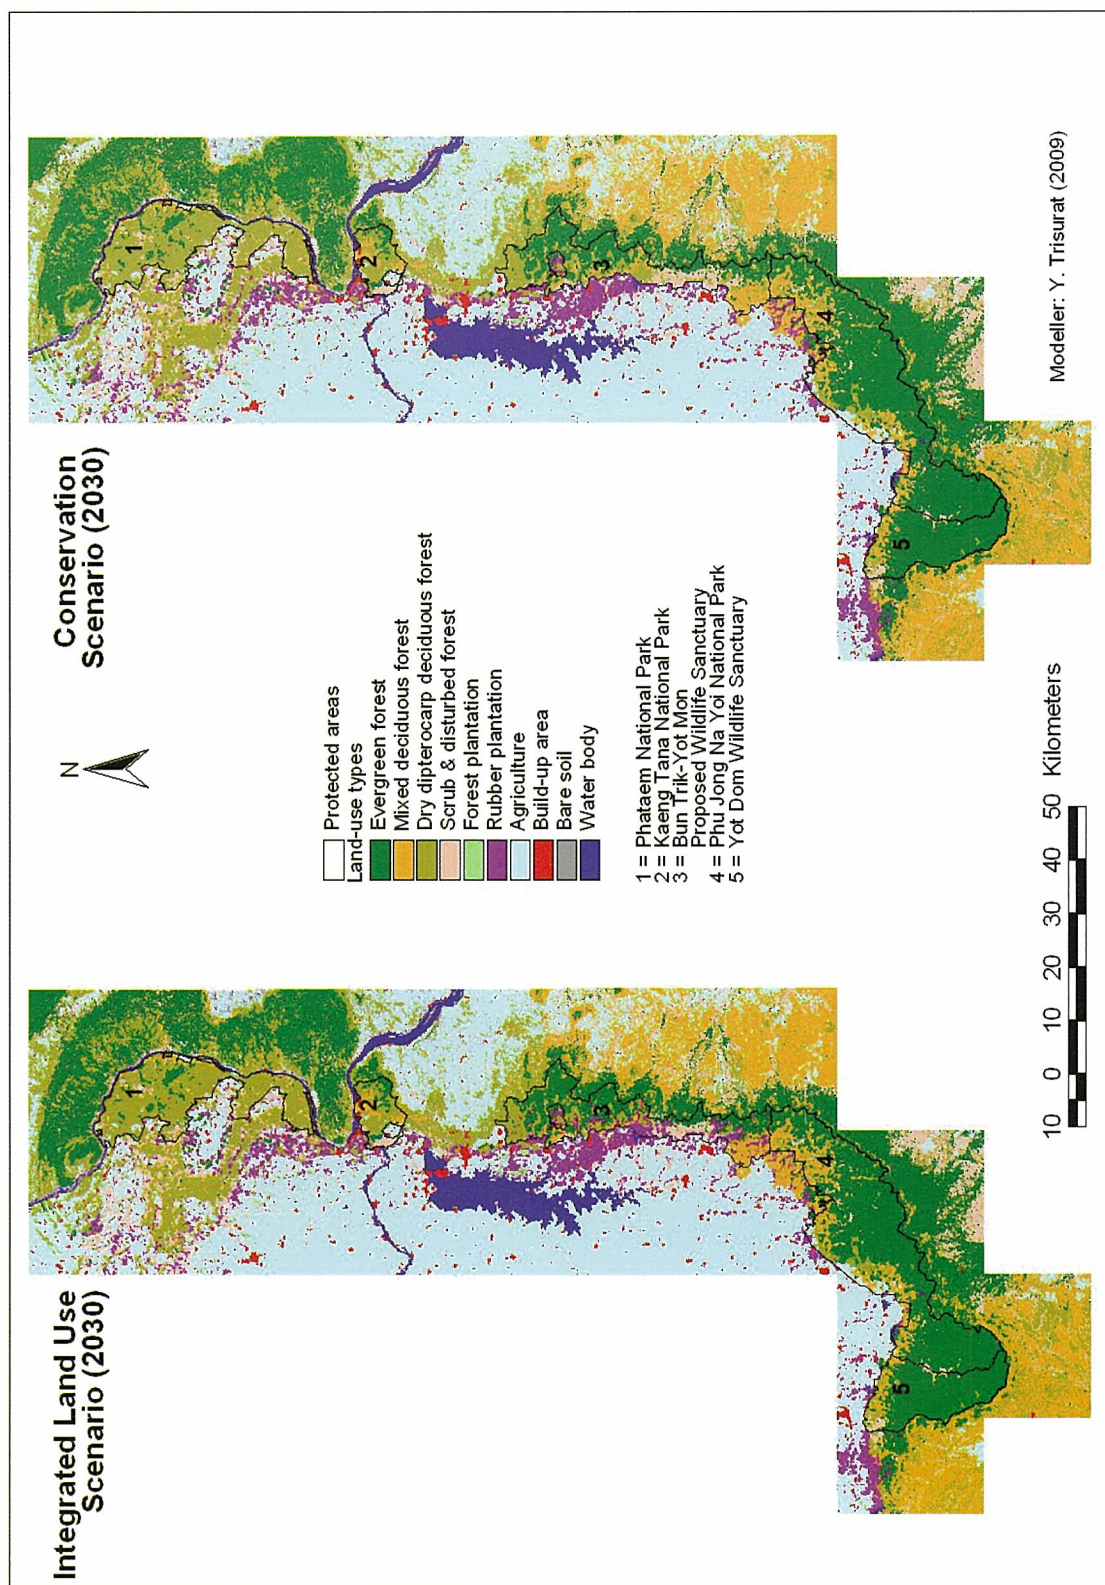 Integrated Land Use
Scenario (2030)
Conservation
Scenario (2030)
N
1
2
3
4
5
1
2
3
4
5
Protected areas
Land-use types
Evergreen forest
Mixed deciduous forest
Dry dipterocarp deciduous forest
Scrub & disturbed forest
Forest plantation
Rubber plantation
Agriculture
Build-up area
Bare soil
Water body
1 = Phataem National Park
2 = Kaeng Tana National Park
3 = Bun Trik-Yot Mon
Proposed Wildlife Sanctuary
4 = Phu Jong Na Yoi National Park
5 = Yot Dom Wildlife Sanctuary
10 0 10 20 30 40 50 Kilometers
Modeller: Y. Trisurat (2009)